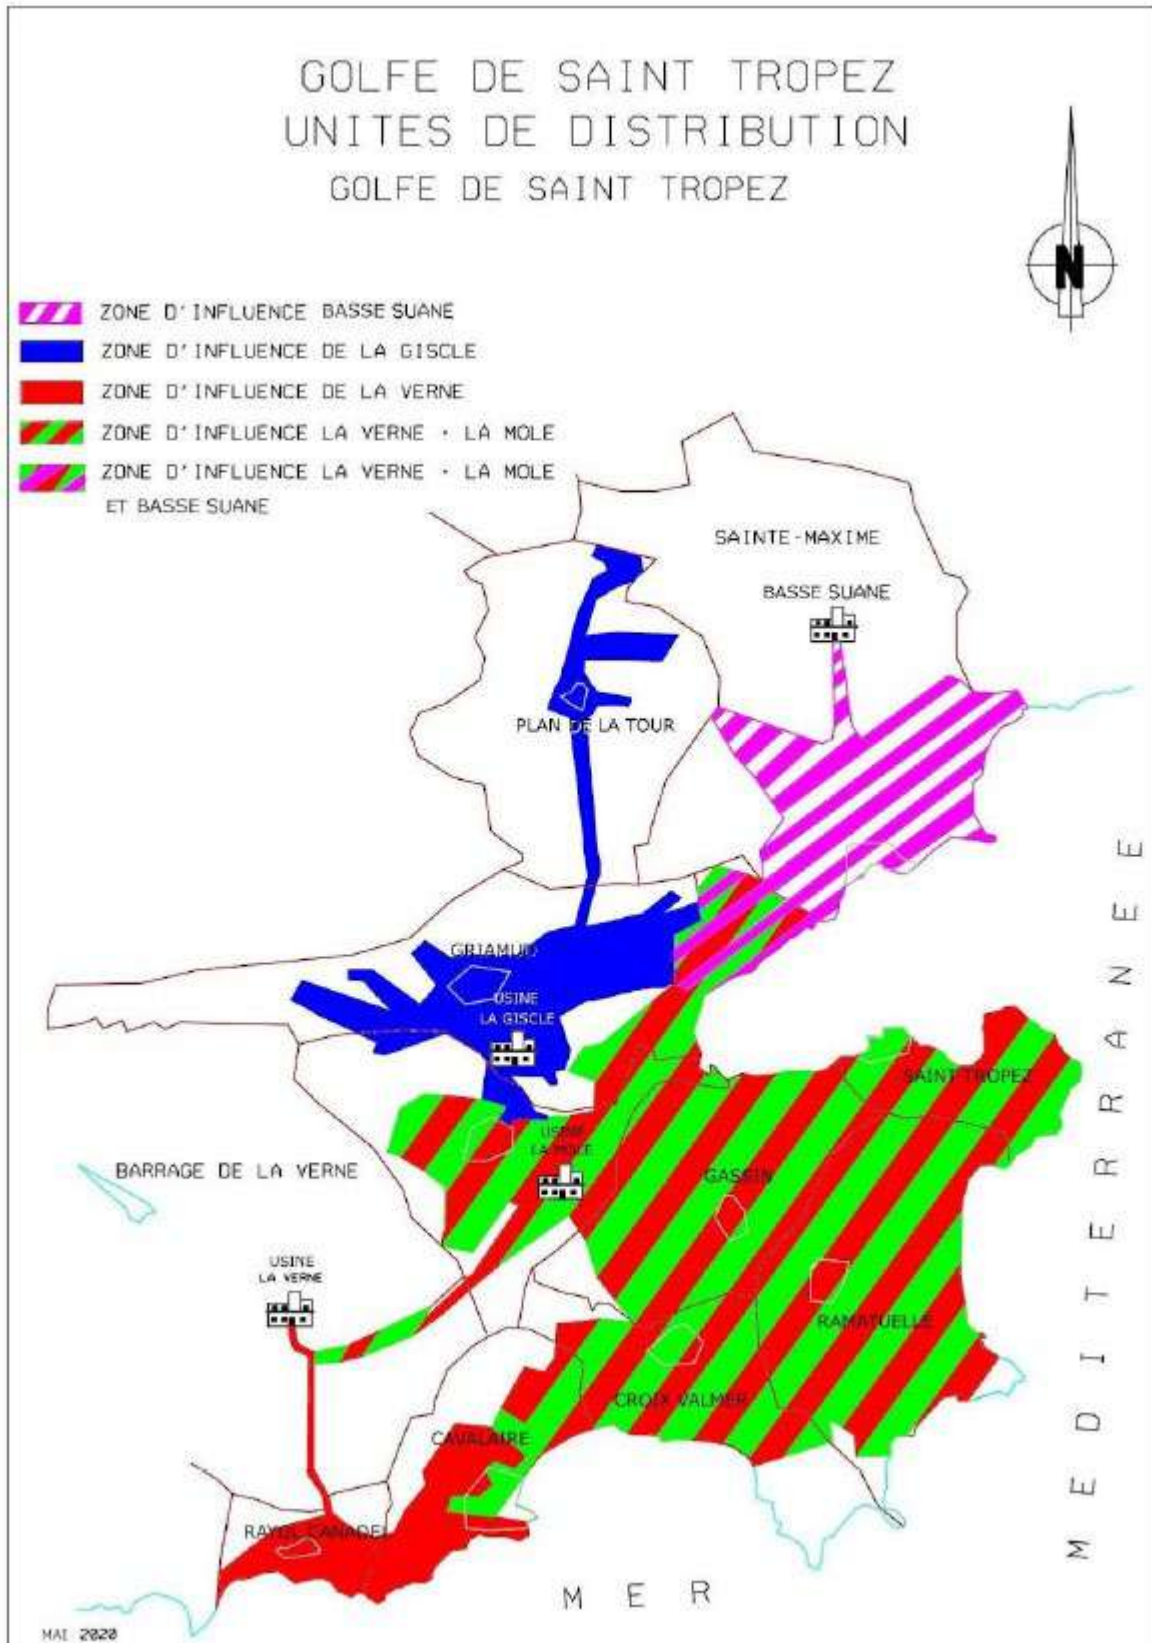 GOLFE DE SAINT TROPEZ
UNITES DE DISTRIBUTION
GOLFE DE SAINT TROPEZ
N
ZONE D'INFLUENCE BASSE SUANE
ZONE D'INFLUENCE DE LA GISCLE
ZONE D'INFLUENCE DE LA VERNE
ZONE D'INFLUENCE LA VERNE - LA MOLE
ZONE D'INFLUENCE LA VERNE - LA MOLE
ET BASSE SUANE
SAINTE-MAXIME
BASSE SUANE
PLAN DE LA TOUR
GRIAMUD
USINE
LA GISCLE
SAINT TROPEZ
USINE
LA MOLE
BARRAGE DE LA VERNE
GASSIN
USINE
LA VERNE
RAMATUELLE
CROIX VALMER
CAVALAIRE
RAYOL CANADEL
MER
MEDITERRANEE
MAI 2020